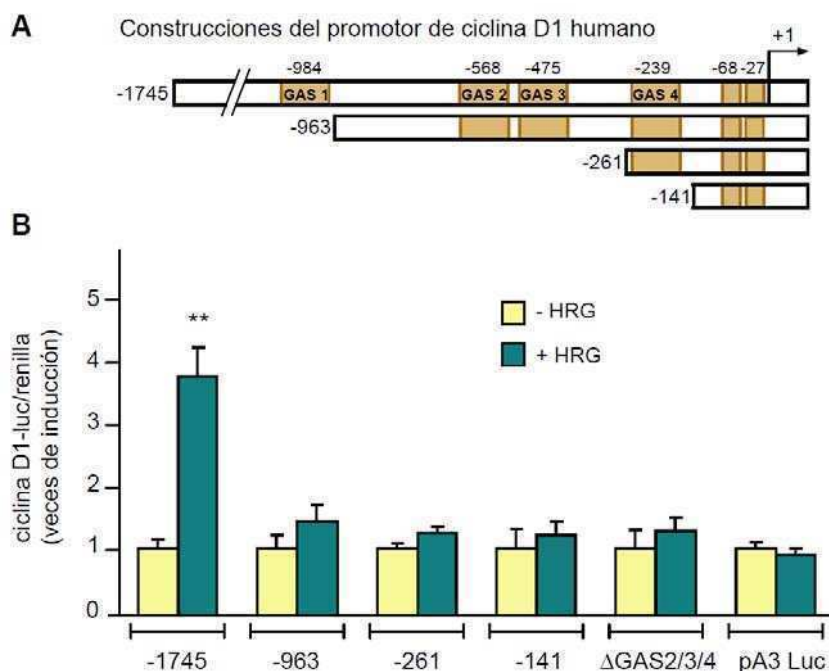 A
Construcciones del promotor de ciclina D1 humano
+1
-984 -568 -475 -239 -68 -27
-1745 GAS 1 GAS 2 GAS 3 GAS 4
-963
-261
-141
B
ciclina D1-luc/renilla
(veces de inducción)
5
4
3
2
1
0
**
- HRG
+ HRG
-1745 -963 -261 -141 ΔGAS2/3/4 pA3 Luc